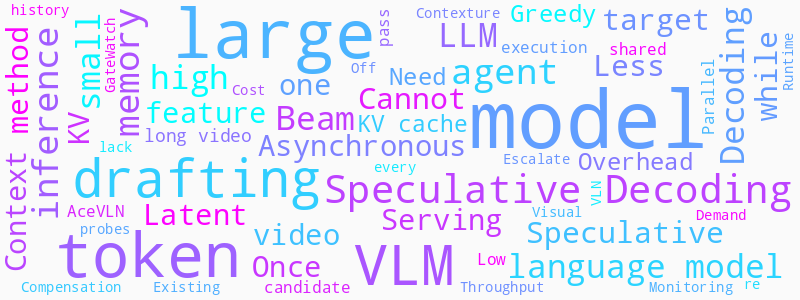 history
large
pass
Contexture
Greedy
target
LLM
execution
shared
method
inference
small
GateWatch
memory
high
Cost
one
Off
Need
agent
Less
Parallel
Decoding
While
Runtime
KV
feature
Cannot
Beam
KV cache
model
long video
Asynchronous
lack
every
Escalate
Overhead
Context
drafting
Speculative
VLN
Decoding
AceVLN
Latent
probes
Serving
Visual
Demand
token
video
Speculative
Once
VLM
Low
language model
Compensation
Existing
candidate
Throughput
Monitoring
re